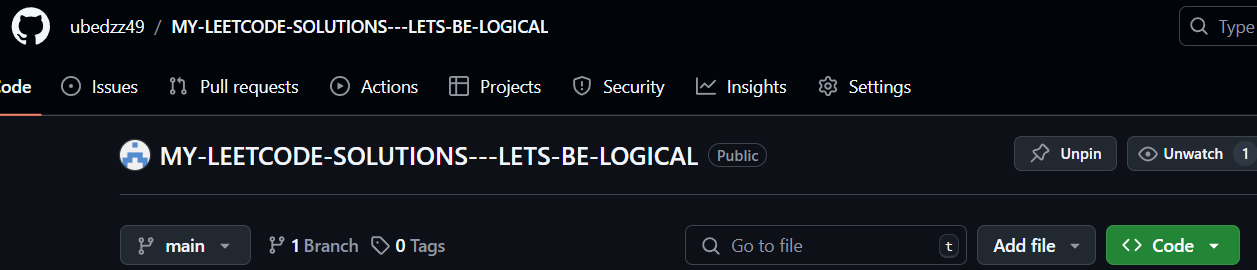 ubedzz49 / MY-LEETCODE-SOLUTIONS---LETS-BE-LOGICAL Type
ode Issues Pull requests Actions Projects Security Insights Settings
MY-LEETCODE-SOLUTIONS---LETS-BE-LOGICAL Public Unpin Unwatch 1
main 1 Branch 0 Tags Go to file t Add file Code